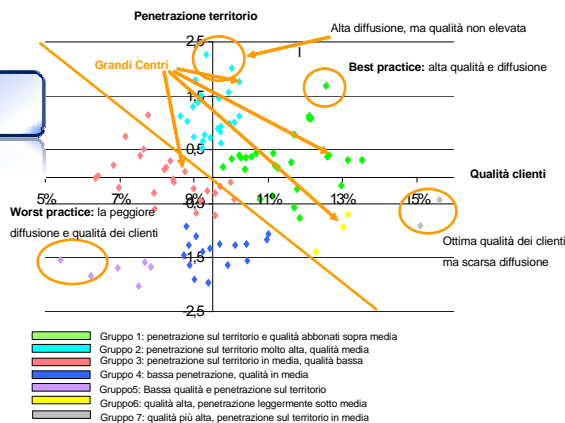 Penetrazione territorio
Alta diffusione, ma qualità non elevata
2,5
Grandi Centri
Best practice: alta qualità e diffusione
1,5
0,5
Qualità clienti
5%
7%
9%
11%
13%
15%
-0,5
Worst practice: la peggiore
diffusione e qualità dei clienti
Ottima qualità dei clienti
ma scarsa diffusione
-1,5
-2,5
Gruppo 1: penetrazione sul territorio e qualità abbonati sopra media
Gruppo 2: penetrazione sul territorio molto alta, qualità media
Gruppo 3: penetrazione sul territorio in media, qualità bassa
Gruppo 4: bassa penetrazione, qualità in media
Gruppo5: Bassa qualità e penetrazione sul territorio
Gruppo6: qualità alta, penetrazione leggermente sotto media
Gruppo 7: qualità più alta, penetrazione sul territorio in media